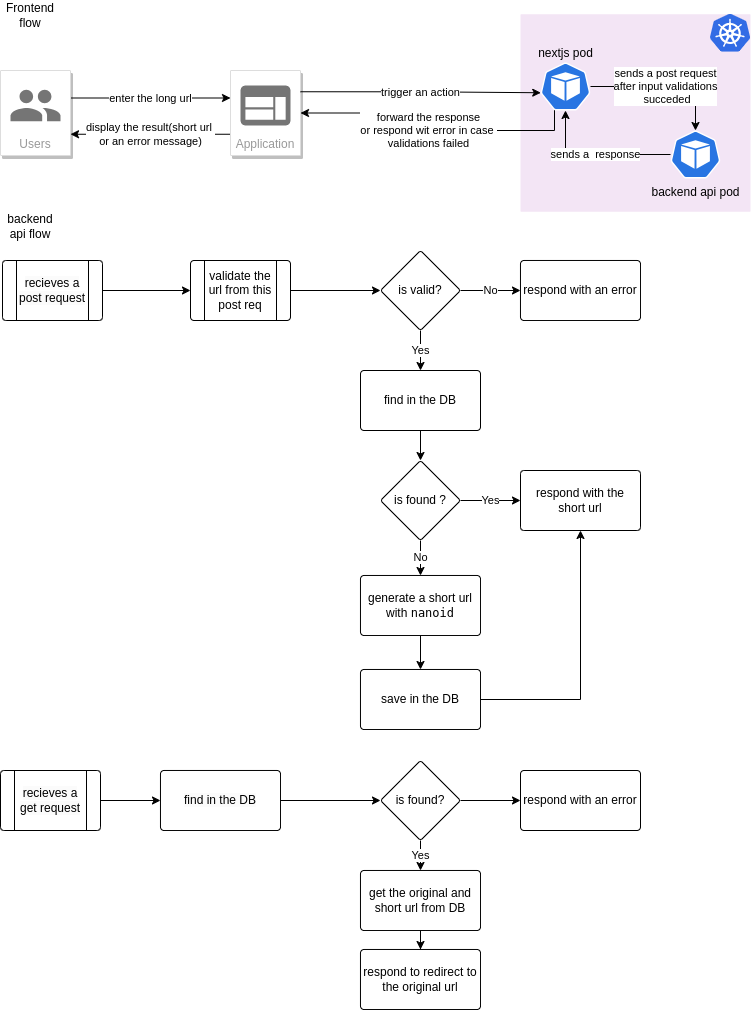 Frontend
flow
nextjs pod
sends a post request
after input validations
succeded
enter the long url
trigger an action
display the result(short url
or an error message)
forward the response
or respond wit error in case
validations failed
Users
Application
sends a  response
backend api pod
backend
api flow
recieves a
post request
validate the
url from this
post req
is valid?
No
respond with an error
Yes
find in the DB
is found ?
Yes
respond with the
short url
No
generate a short url
with nanoid
save in the DB
recieves a
get request
find in the DB
is found?
respond with an error
Yes
get the original and
short url from DB
respond to redirect to
the original url